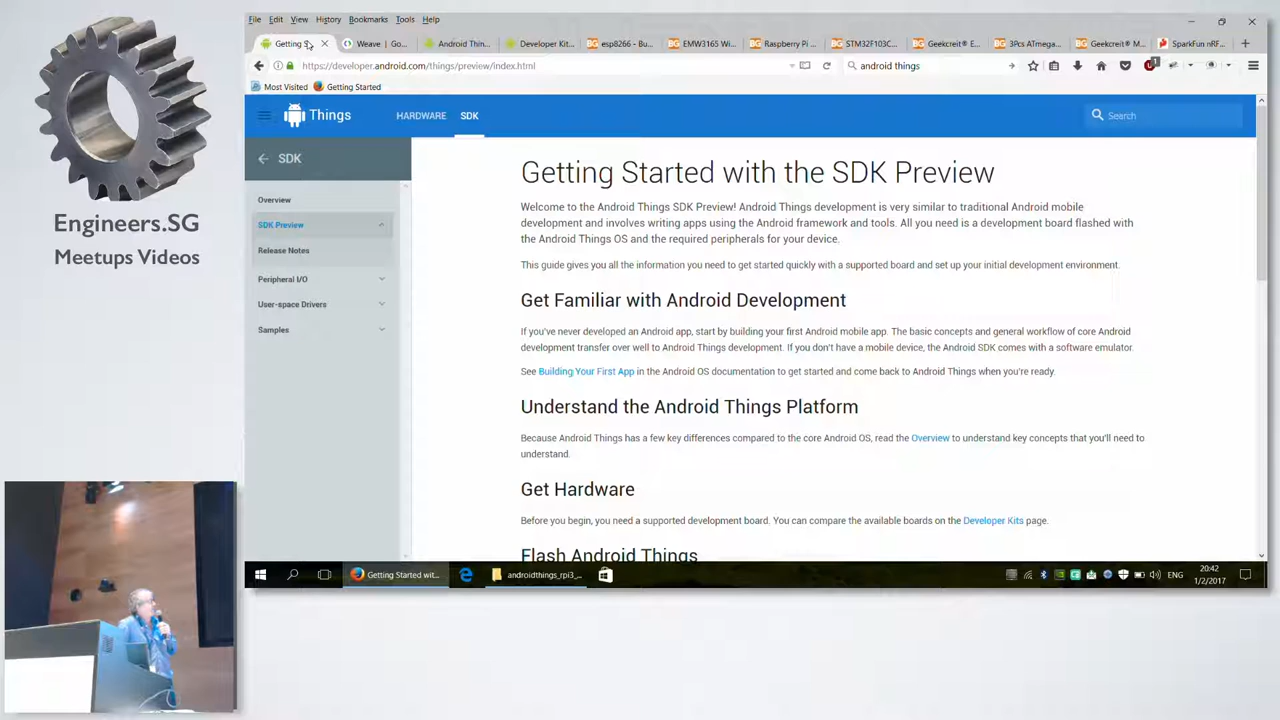 Engineers.SG
Meetups Videos
File Edit View History Bookmarks Tools Help
Getting S
Weave | Go...
Android Thin...
Developer Kit...
esp8266 - Bu...
EMW3165 Wi...
Raspberry Pi
STM32F103C...
Geekcreit® E...
3Pcs ATmega...
Geekcreit® M...
SparkFun nRF...
https://developer.android.com/things/preview/index.html
android things
Most Visited
Getting Started
Things
HARDWARE
SDK
Search
SDK
Overview
SDK Preview
Release Notes
Peripheral I/O
User-space Drivers
Samples
Getting Started with the SDK Preview
Welcome to the Android Things SDK Preview! Android Things development is very similar to traditional Android mobile
development and involves writing apps using the Android framework and tools. All you need is a development board flashed with
the Android Things OS and the required peripherals for your device.
This guide gives you all the information you need to get started quickly with a supported board and set up your initial development environment.
Get Familiar with Android Development
If you've never developed an Android app, start by building your first Android mobile app. The basic concepts and general workflow of core Android
development transfer over well to Android Things development. If you don't have a mobile device, the Android SDK comes with a software emulator.
See Building Your First App in the Android OS documentation to get started and come back to Android Things when you're ready.
Understand the Android Things Platform
Because Android Things has a few key differences compared to the core Android OS, read the Overview to understand key concepts that you'll need to
understand.
Get Hardware
Before you begin, you need a supported development board. You can compare the available boards on the Developer Kits page.
Flash Android Things
Getting Started wit...
androidthings_rpi3_...
ENG
20:42
1/2/2017